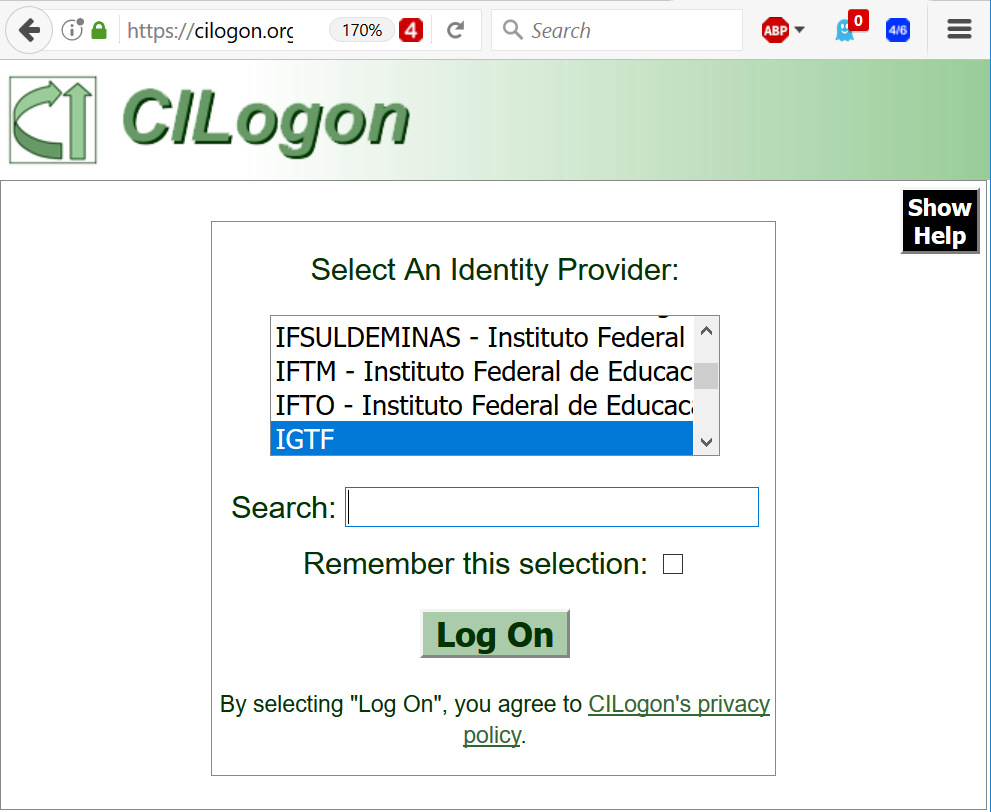 https://cilogon.org
170%
4
Search
ABP
0
4/6
CI
CILogon
Show
Help
Select An Identity Provider:
IFSULDEMINAS - Instituto Federal
IFTM - Instituto Federal de Educac
IFTO - Instituto Federal de Educaca
IGTF
Search:
Remember this selection:
Log On
By selecting "Log On", you agree to CILogon's privacy
policy.